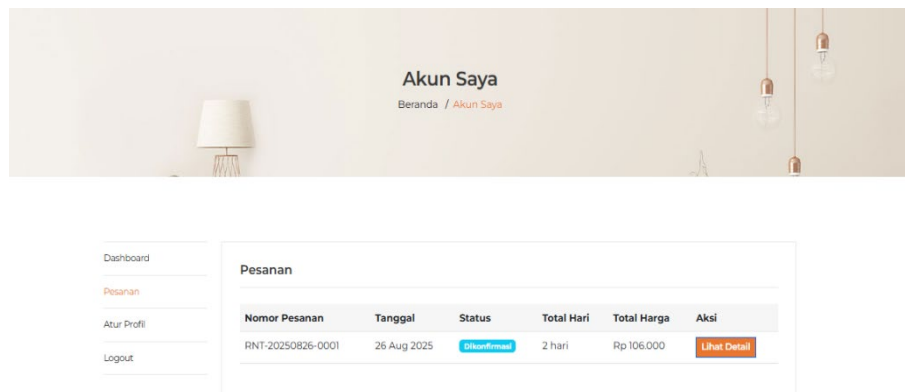 Akun Saya
Beranda / Akun Saya
Dashboard
Pesanan
Atur Profil
Logout
Pesanan
Nomor Pesanan Tanggal Status Total Hari Total Harga Aksi
RNT-20250826-0001 26 Aug 2025 Dikonfirmasi 2 hari Rp 106.000 Lihat Detail